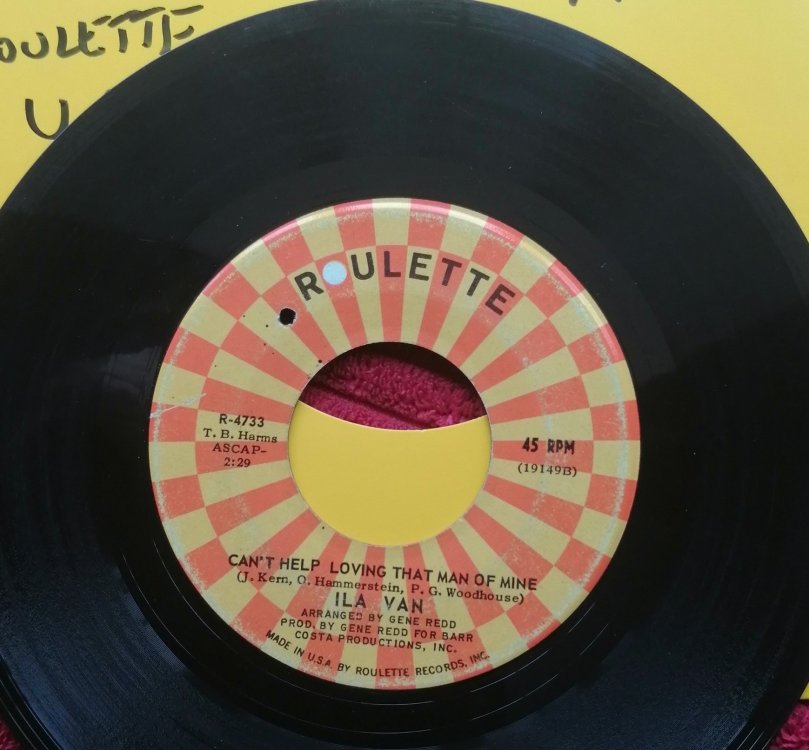 ROULETTE
R-4733
T. B. Harms
ASCAP-
2:29
45 RPM
(19149B)
CAN'T HELP LOVING THAT MAN OF MINE
(J. Kern, O. Hammerstein, P. G. Woodhouse)
ILA VAN
ARRANGED BY GENE REDD
PROD. BY GENE REDD FOR BARR
COSTA PRODUCTIONS, INC.
MADE IN U.S.A. BY ROULETTE RECORDS, INC.